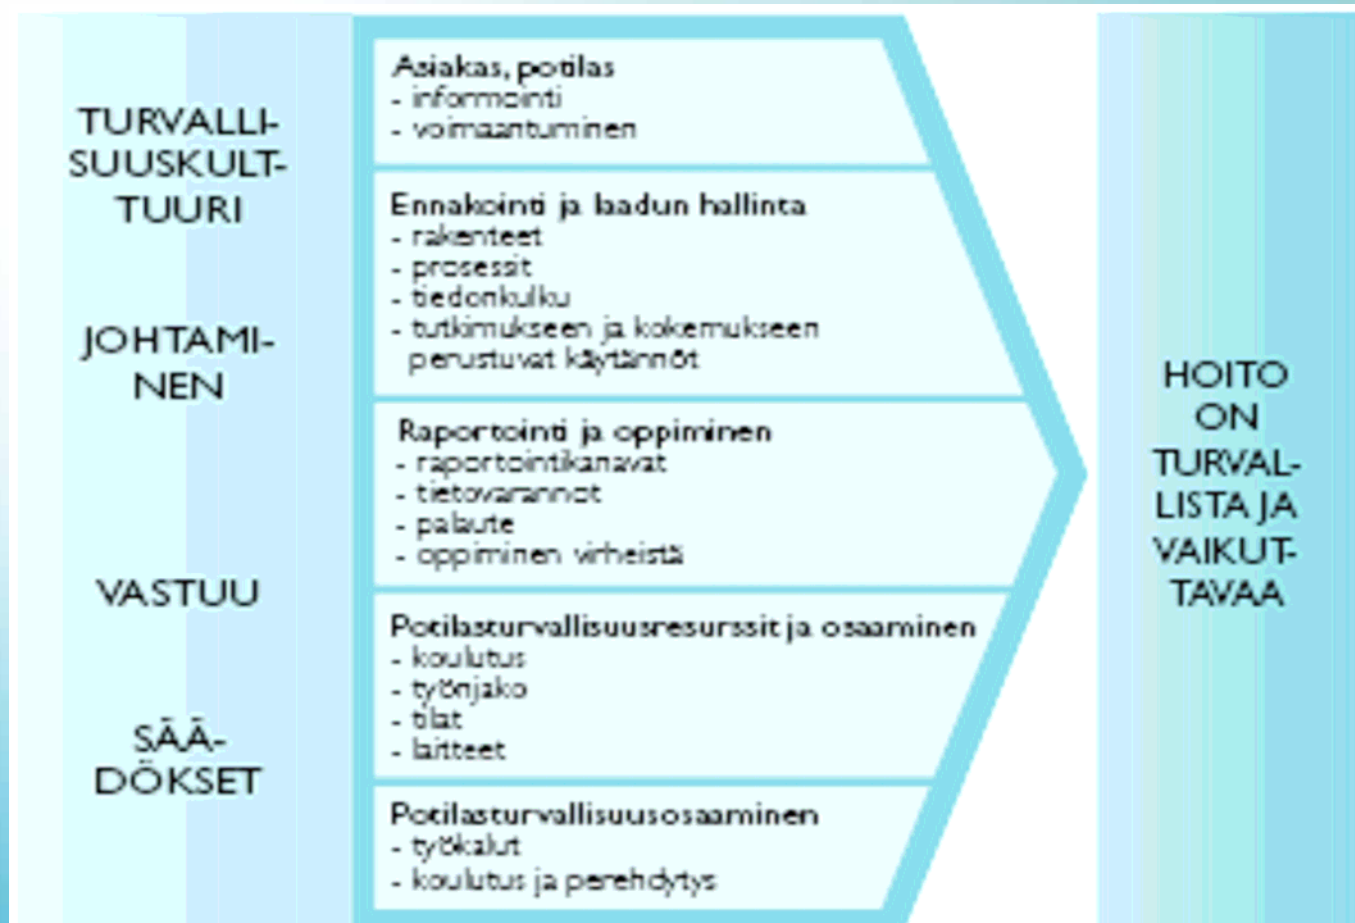 TURVALLI-
SUUSKULT-
TUURI
JOHTAMI-
NEN
VASTUU
SÄÄ-
DÖKSET
Asiakas, potilas
- informointi
- voimaantuminen
Ennakointi ja laadun hallinta
- rakenteet
- prosessit
- tiedonkulku
- tutkimukseen ja kokemukseen
perustuvat käytännöt
Raportointi ja oppiminen
- raportointikanavat
- tietovarannot
- palaute
- oppiminen virheistä
Potilasturvallisuusresurssit ja osaaminen
- koulutus
- työnjako
- tilat
- laitteet
Potilasturvallisuusosaaminen
- työkalut
- koulutus ja perehdytys
HOITO
ON
TURVAL-
LISTA JA
VAIKUT-
TAVAA